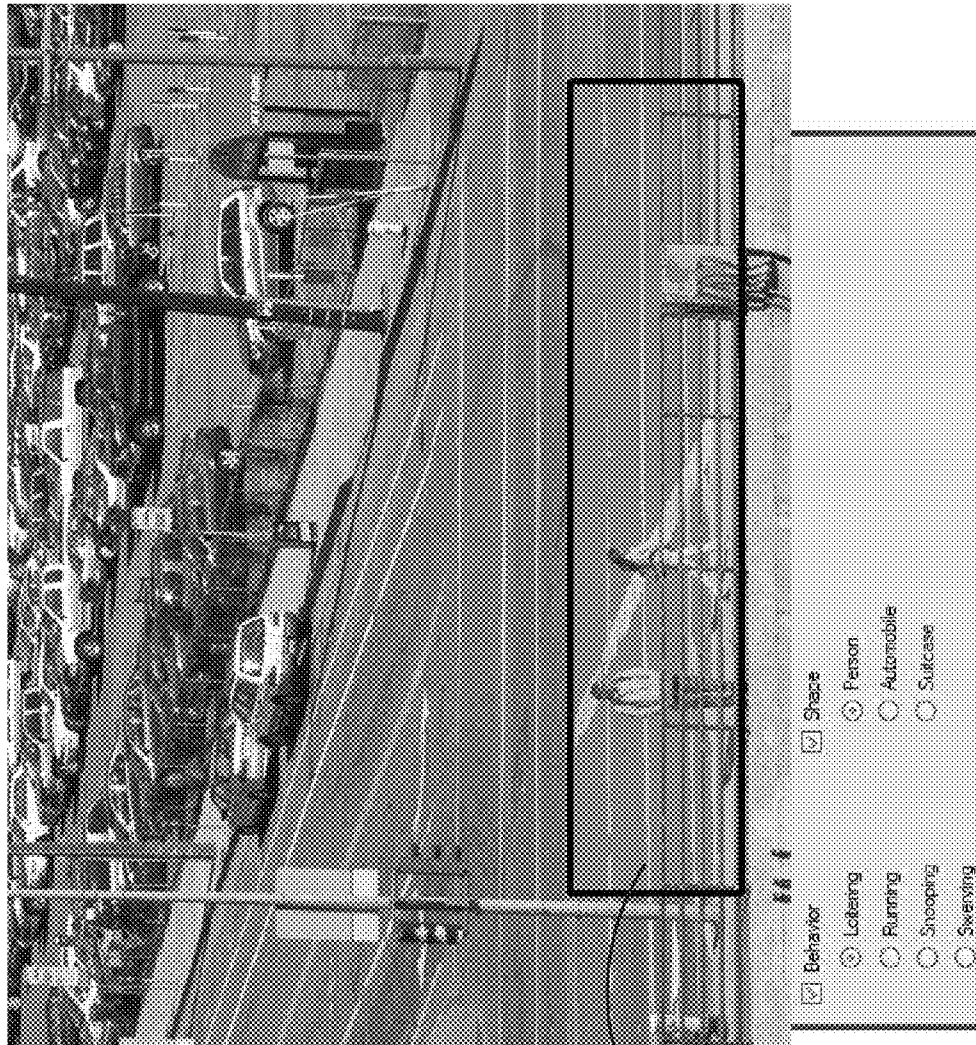 Behavior
Loitering
Running
Snooping
Swerving
Shape
Person
Automobile
Suitcase